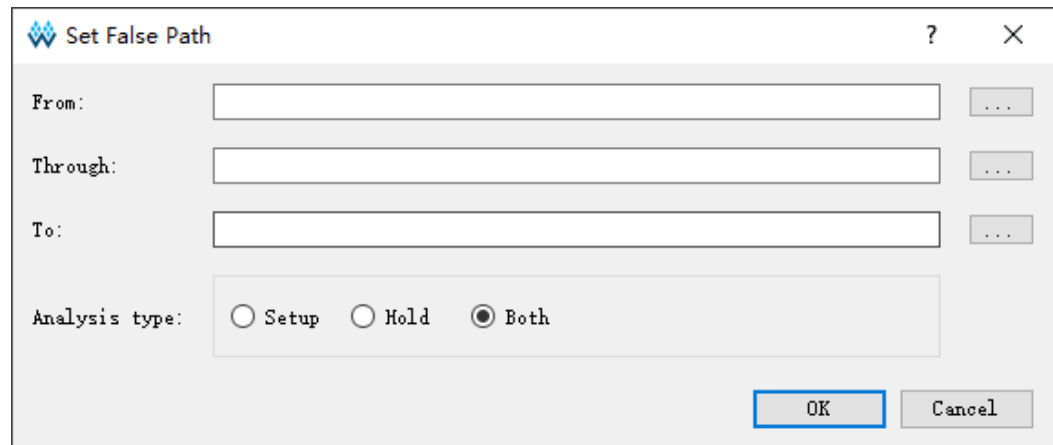 Set False Path ?
From: ...
Through: ...
To: ...
Analysis type: Setup Hold Both
OK Cancel